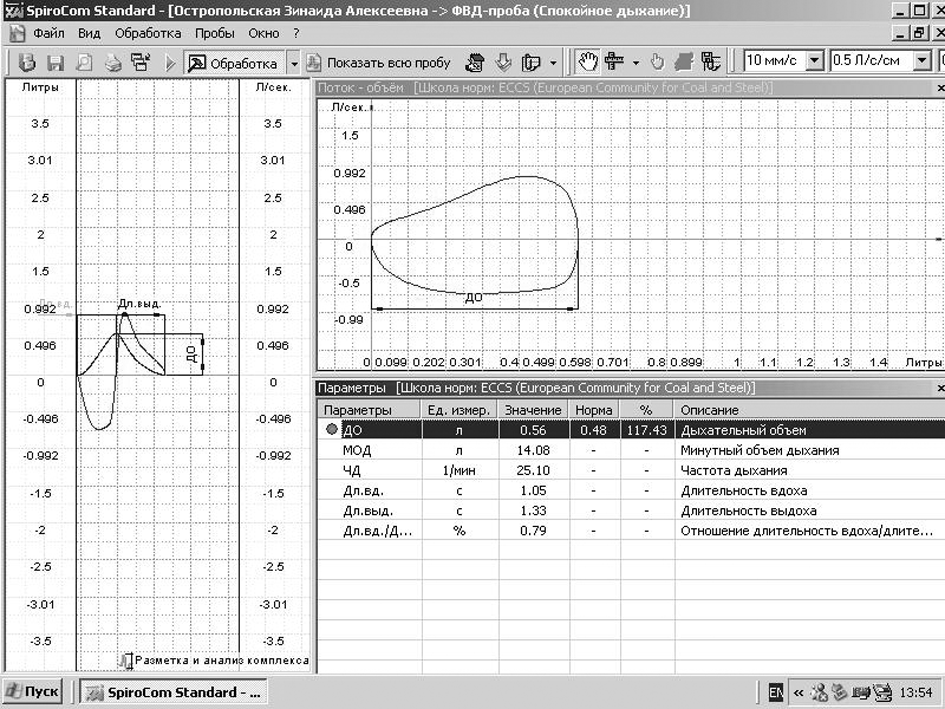 SpiroCom Standard - [Остропольская Зинаида Алексеевна -> ФВД-проба (Спокойное дыхание)]
Файл Вид Обработка Пробы Окно ?
Обработка Показать всю пробу 10 мм/с 0.5 Л/с/см
Литры Л/сек.
3.5 3.5
3.01 3.01
2.5 2.5
2 2
1.5 1.5
Дл.выд.
0.992 0.992
0.496 0.496
ДО
0 0
-0.496 -0.496
-0.992 -0.992
-1.5 -1.5
-2 -2
-2.5 -2.5
-3.01 -3.01
-3.5 -3.5
Разметка и анализ комплекса
Поток - объём [Школа норм: ECCS (European Community for Coal and Steel)]
Л/сек.
1.5
0.992
0.496
0
-0.5
ДО
-0.99
0 0.099 0.202 0.301 0.4 0.499 0.598 0.701 0.8 0.899 1 1.1 1.2 1.3 1.4 Литры
Параметры [Школа норм: ECCS (European Community for Coal and Steel)]
Параметры Ед. измер. Значение Норма % Описание
ДО л 0.56 0.48 117.43 Дыхательный объем
МОД л 14.08 - - Минутный объем дыхания
ЧД 1/мин 25.10 - - Частота дыхания
Дл.вд. с 1.05 - - Длительность вдоха
Дл.выд. с 1.33 - - Длительность выдоха
Дл.вд./Д... % 0.79 - - Отношение длительность вдоха/длите...
Пуск SpiroCom Standard - ... EN « 13:54